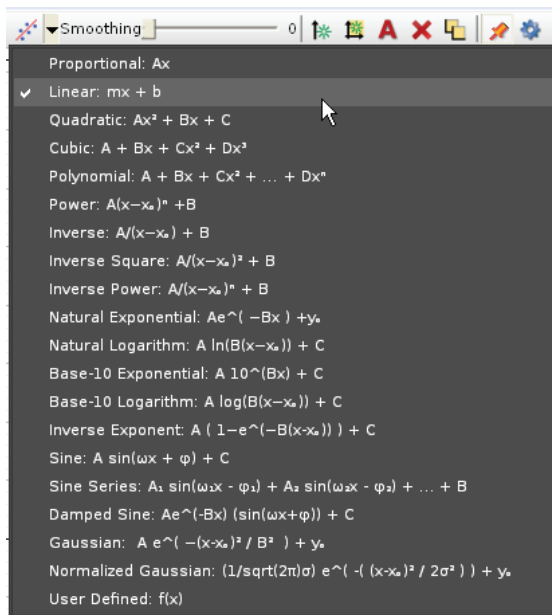 Smoothing 0 A
Proportional: Ax
✓ Linear: mx + b
Quadratic: Ax² + Bx + C
Cubic: A + Bx + Cx² + Dx³
Polynomial: A + Bx + Cx² + ... + Dxⁿ
Power: A(x−xₒ)ⁿ +B
Inverse: A/(x−xₒ) + B
Inverse Square: A/(x−xₒ)² + B
Inverse Power: A/(x−xₒ)ⁿ + B
Natural Exponential: Ae^( −Bx ) +yₒ
Natural Logarithm: A ln(B(x−xₒ)) + C
Base-10 Exponential: A 10^(Bx) + C
Base-10 Logarithm: A log(B(x−xₒ)) + C
Inverse Exponent: A ( 1−e^(−B(x-xₒ)) ) + C
Sine: A sin(ωx + φ) + C
Sine Series: A₁ sin(ω₁x - φ₁) + A₂ sin(ω₂x - φ₂) + ... + B
Damped Sine: Ae^(-Bx) (sin(ωx+φ)) + C
Gaussian: A e^( −(x-xₒ)² / B² ) + yₒ
Normalized Gaussian: (1/sqrt(2π)σ) e^( -( (x-xₒ)² / 2σ² ) ) + yₒ
User Defined: f(x)